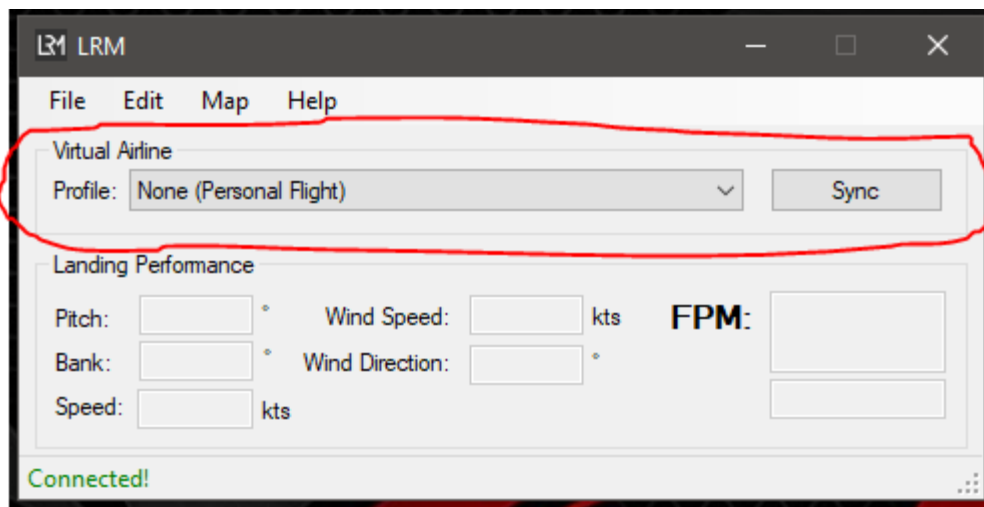 LRM LRM
File Edit Map Help
Virtual Airline
Profile: None (Personal Flight) Sync
Landing Performance
Pitch: ° Wind Speed: kts FPM:
Bank: ° Wind Direction: °
Speed: kts
Connected!